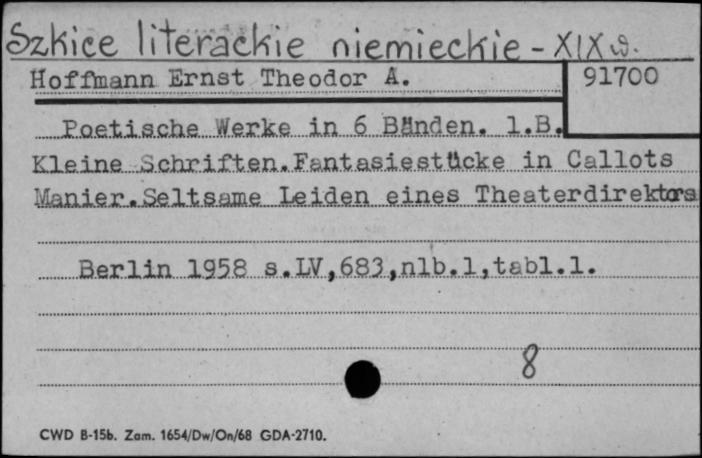 Szkice literackie niemieckie - XIX w.
Hoffmann Ernst Theodor A.
91700
Poetische Werke in 6 Bänden. 1.B.
Kleine Schriften.Fantasiestücke in Callots
Manier.Seltsame Leiden eines Theaterdirektors
Berlin 1958 s.LV,683,nlb.1,tabl.1.
8
CWD B-15b. Zam. 1654/Dw/On/68 GDA-2710.